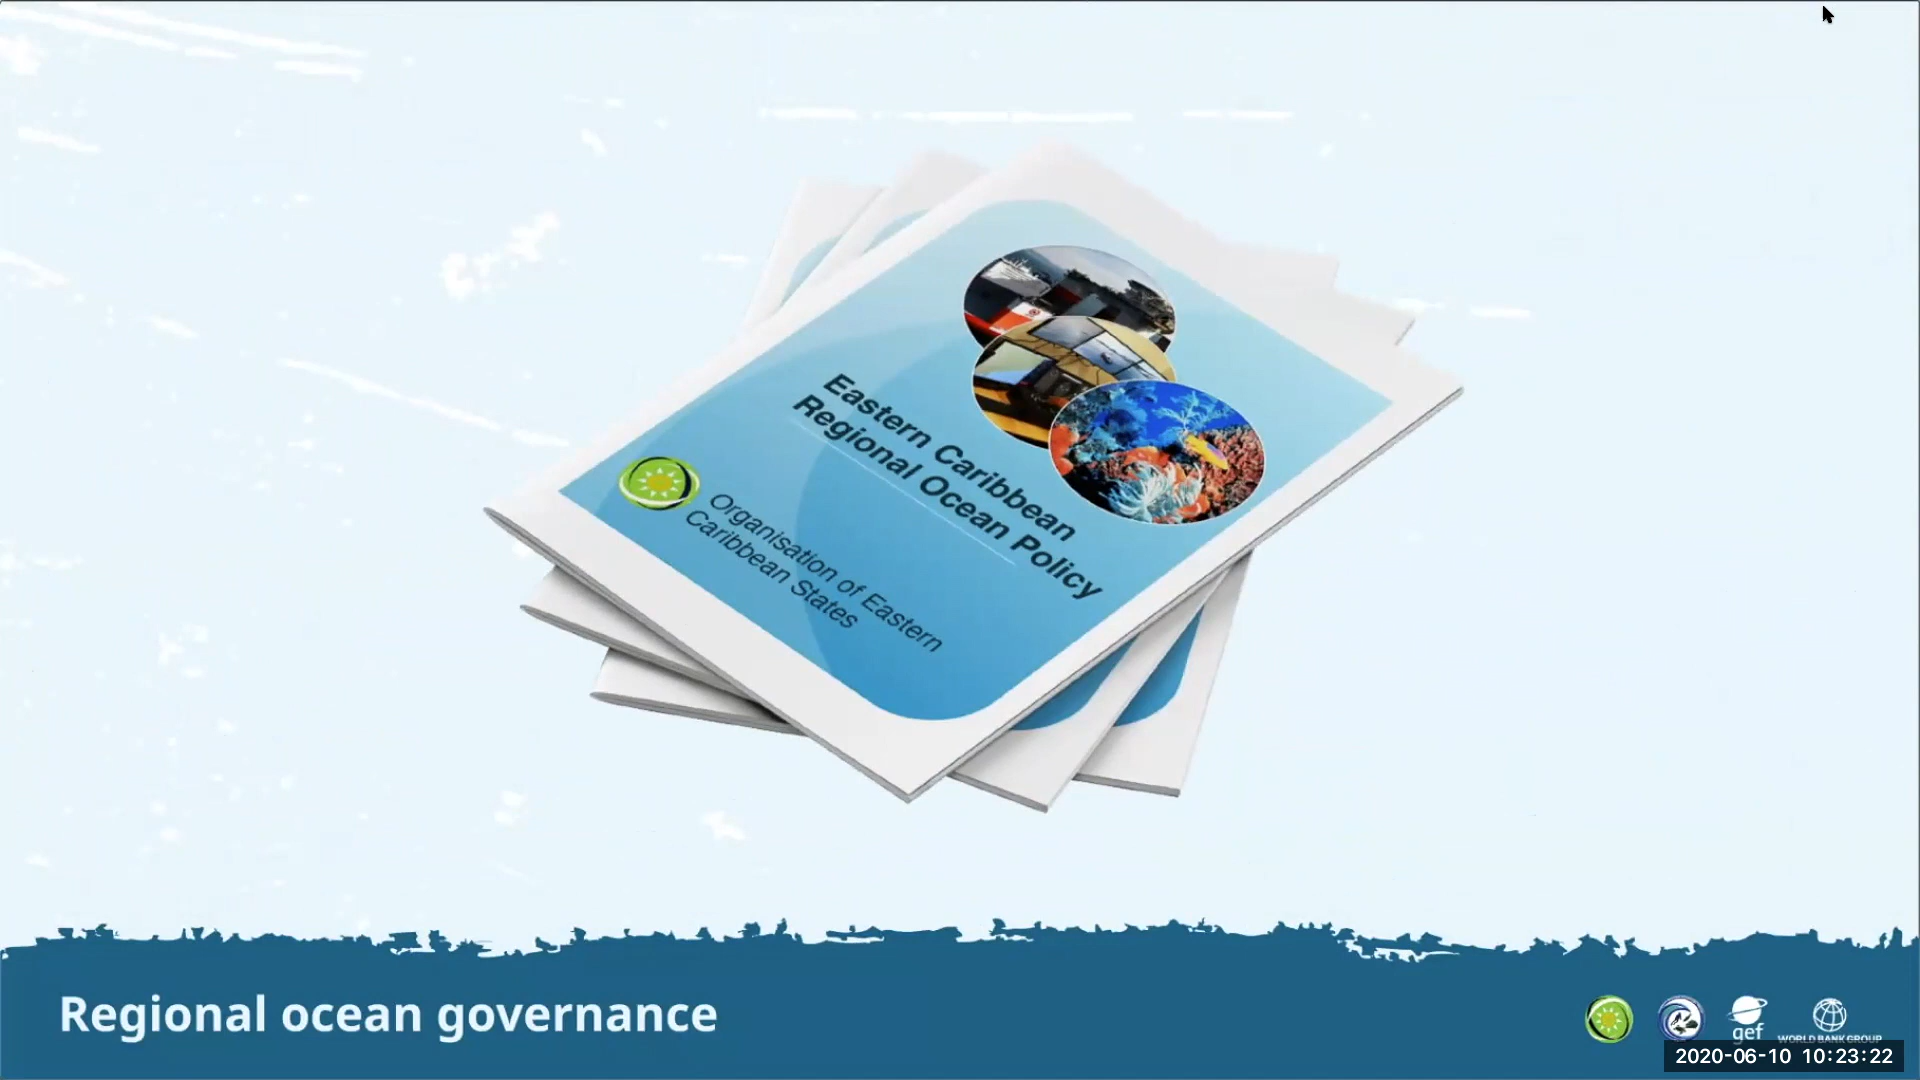 Eastern Caribbean
Regional Ocean Policy
Organisation of Eastern
Caribbean States
Regional ocean governance
gef
WORLD BANK GROUP
2020-06-10 10:23:22